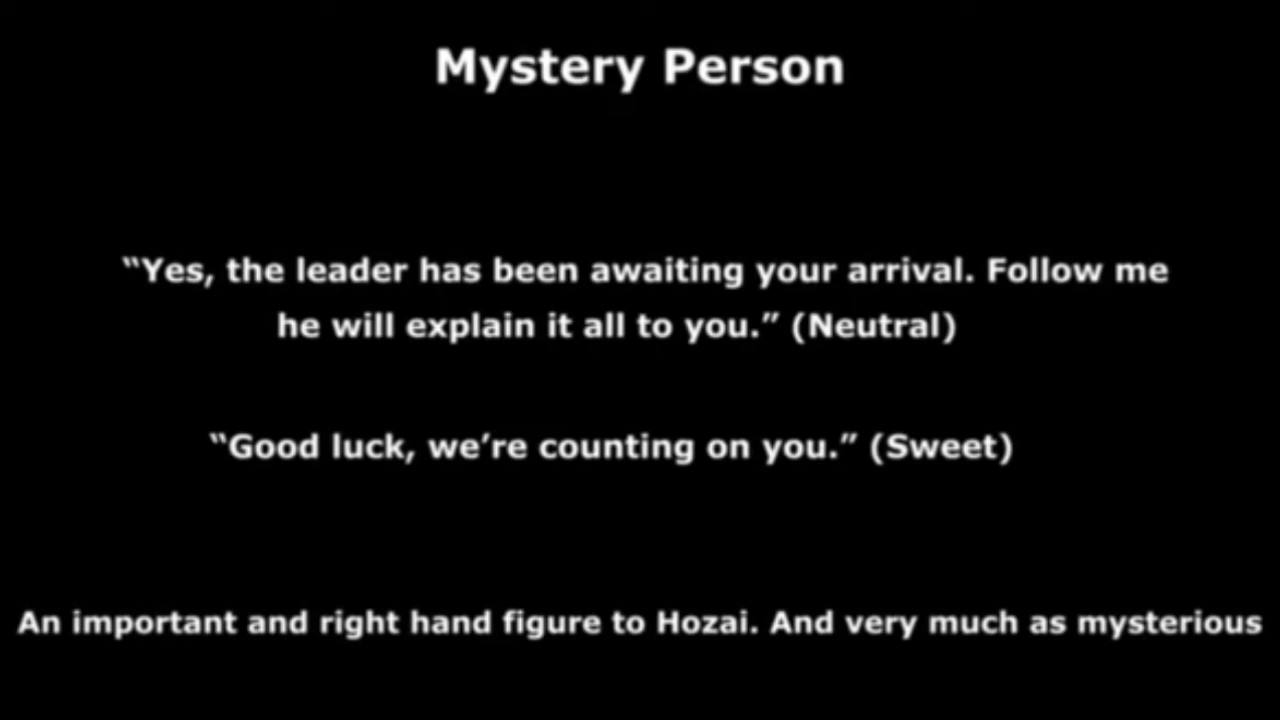 Mystery Person
“Yes, the leader has been awaiting your arrival. Follow me
he will explain it all to you.” (Neutral)
“Good luck, we’re counting on you.” (Sweet)
An important and right hand figure to Hozai. And very much as mysterious